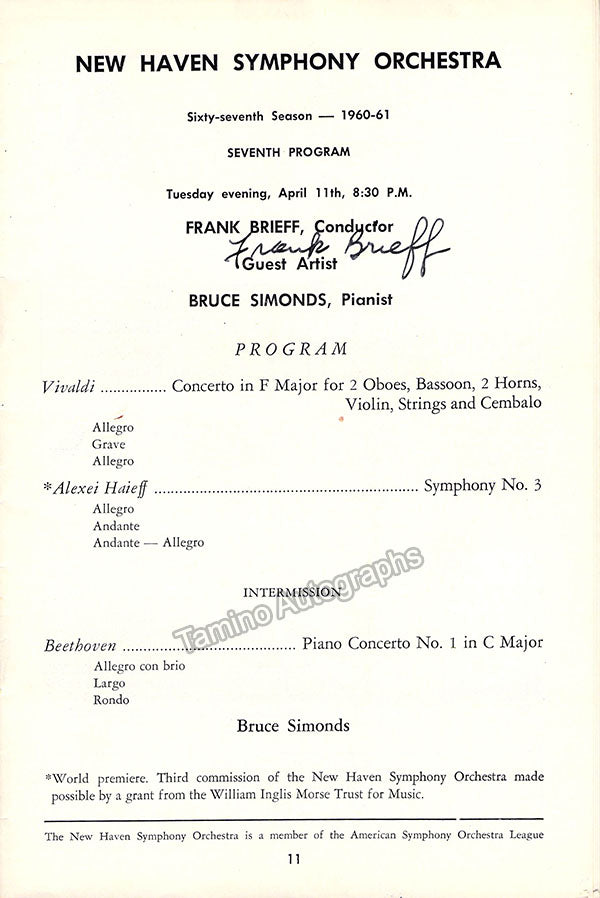 NEW HAVEN SYMPHONY ORCHESTRA
Sixty-seventh Season — 1960-61
SEVENTH PROGRAM
Tuesday evening, April 11th, 8:30 P.M.
FRANK BRIEFF, Conductor
Frank Brieff
Guest Artist
BRUCE SIMONDS, Pianist
PROGRAM
Vivaldi ................ Concerto in F Major for 2 Oboes, Bassoon, 2 Horns,
Violin, Strings and Cembalo
Allegro
Grave
Allegro
*Alexei Haieff ................................................................ Symphony No. 3
Allegro
Andante
Andante — Allegro
Tamino Autographs
INTERMISSION
Beethoven .......................................... Piano Concerto No. 1 in C Major
Allegro con brio
Largo
Rondo
Bruce Simonds
*World premiere. Third commission of the New Haven Symphony Orchestra made
possible by a grant from the William Inglis Morse Trust for Music.
The New Haven Symphony Orchestra is a member of the American Symphony Orchestra League
11